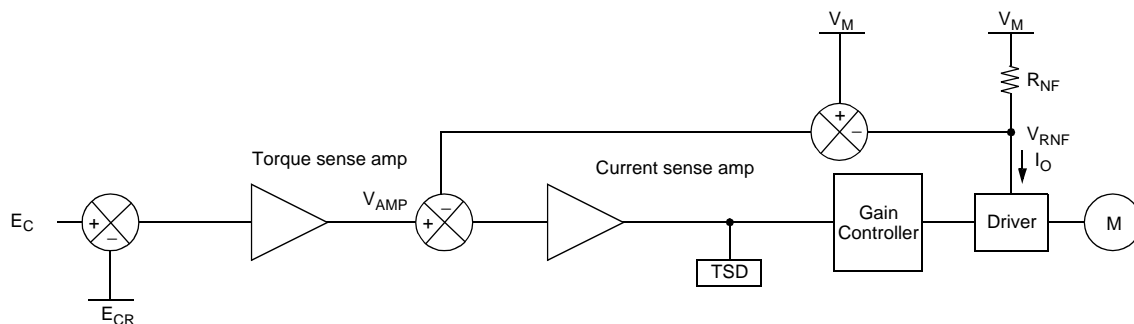 V_M
V_M
R_NF
+
−
V_RNF
I_O
Torque sense amp
Current sense amp
V_AMP
−
+
E_C
+
−
Gain
Controller
Driver
M
TSD
E_CR